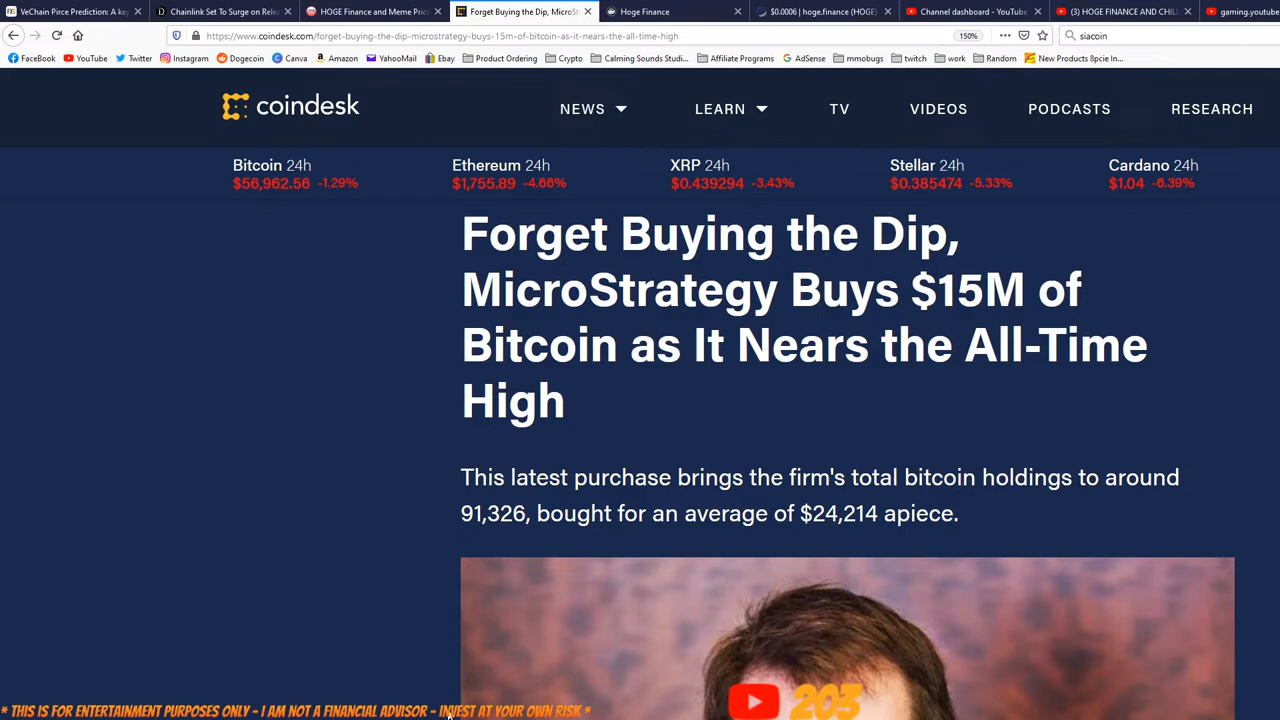 VeChain Pirce Prediction: A key
Chainlink Set To Surge on Relea
HOGE Finance and Meme Price
Forget Buying the Dip, MicroSt
Hoge Finance
$0.0006 | hoge.finance (HOGE)
Channel dashboard - YouTube
(3) HOGE FINANCE AND CHIL
gaming.youtube
https://www.coindesk.com/forget-buying-the-dip-microstrategy-buys-15m-of-bitcoin-as-it-nears-the-all-time-high
150%
siacoin
FaceBook
YouTube
Twitter
Instagram
Dogecoin
Canva
Amazon
YahooMail
Ebay
Product Ordering
Crypto
Calming Sounds Studi...
Affiliate Programs
AdSense
mmobugs
twitch
work
Random
New Products 8pcie In...
coindesk
NEWS
LEARN
TV
VIDEOS
PODCASTS
RESEARCH
Bitcoin 24h
$56,962.56 -1.29%
Ethereum 24h
$1,755.89 -4.66%
XRP 24h
$0.439294 -3.43%
Stellar 24h
$0.385474 -5.33%
Cardano 24h
$1.04 -6.39%
Forget Buying the Dip,
MicroStrategy Buys $15M of
Bitcoin as It Nears the All-Time
High
This latest purchase brings the firm's total bitcoin holdings to around
91,326, bought for an average of $24,214 apiece.
203
* THIS IS FOR ENTERTAINMENT PURPOSES ONLY - I AM NOT A FINANCIAL ADVISOR - INVEST AT YOUR OWN RISK *